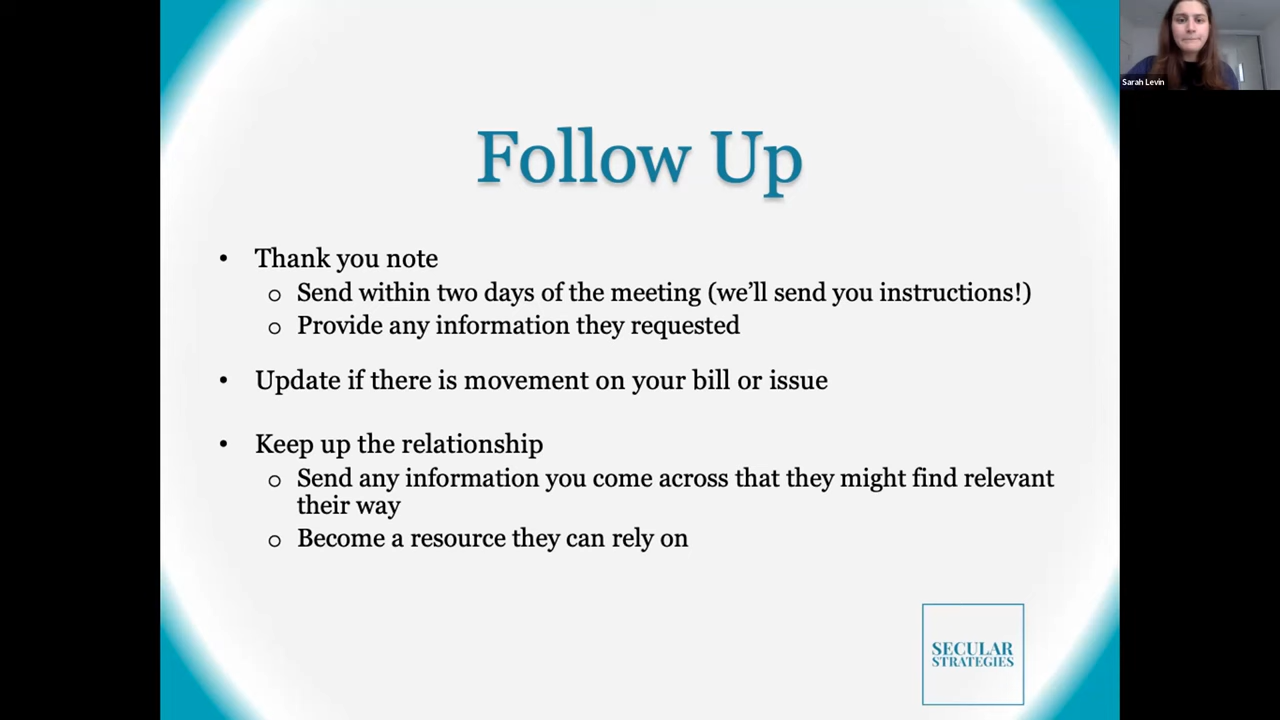 Sarah Levin
Follow Up
• Thank you note
o Send within two days of the meeting (we’ll send you instructions!)
o Provide any information they requested
• Update if there is movement on your bill or issue
• Keep up the relationship
o Send any information you come across that they might find relevant
their way
o Become a resource they can rely on
SECULAR
STRATEGIES